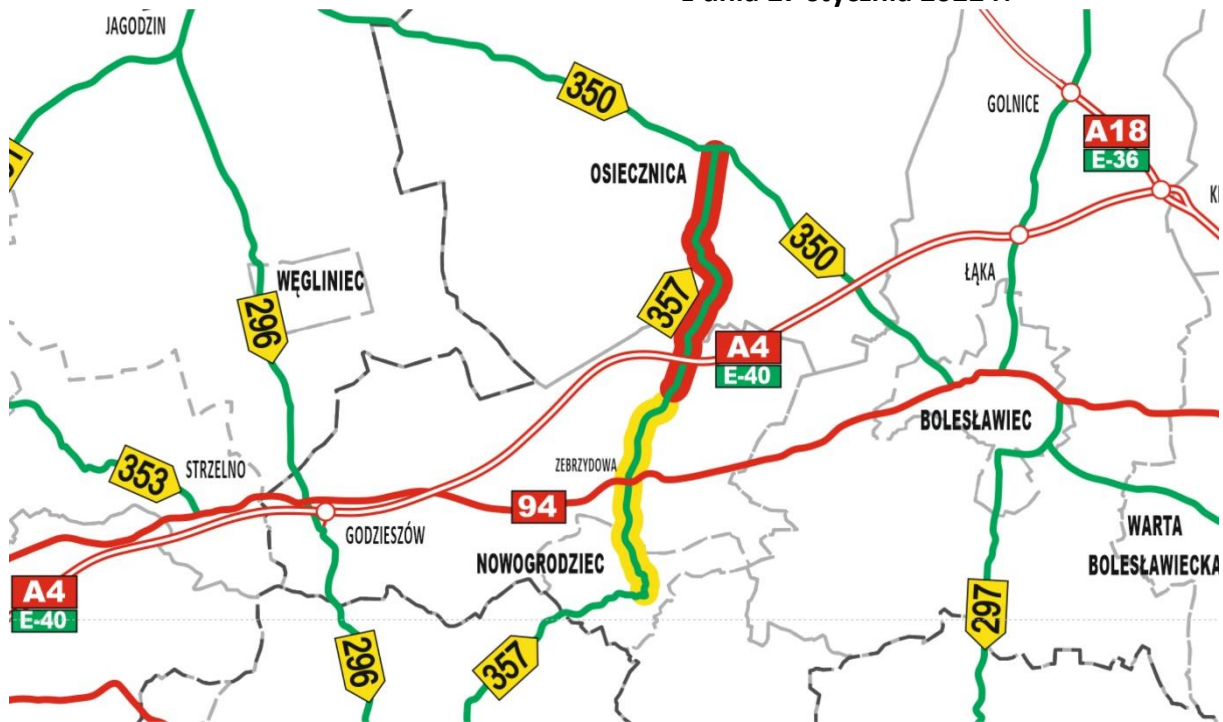 JAGODZIN
350
GOLNICE
A18
E-36
OSIECZNICA
350
WĘGLINIEC
ŁĄKA
296
357
A4
E-40
BOLESŁAWIEC
ZEBRZYDOWA
353
STRZELNO
94
GODZIESZÓW
WARTA
BOLESŁAWIECKA
NOWOGRODZIEC
A4
E-40
297
296
357